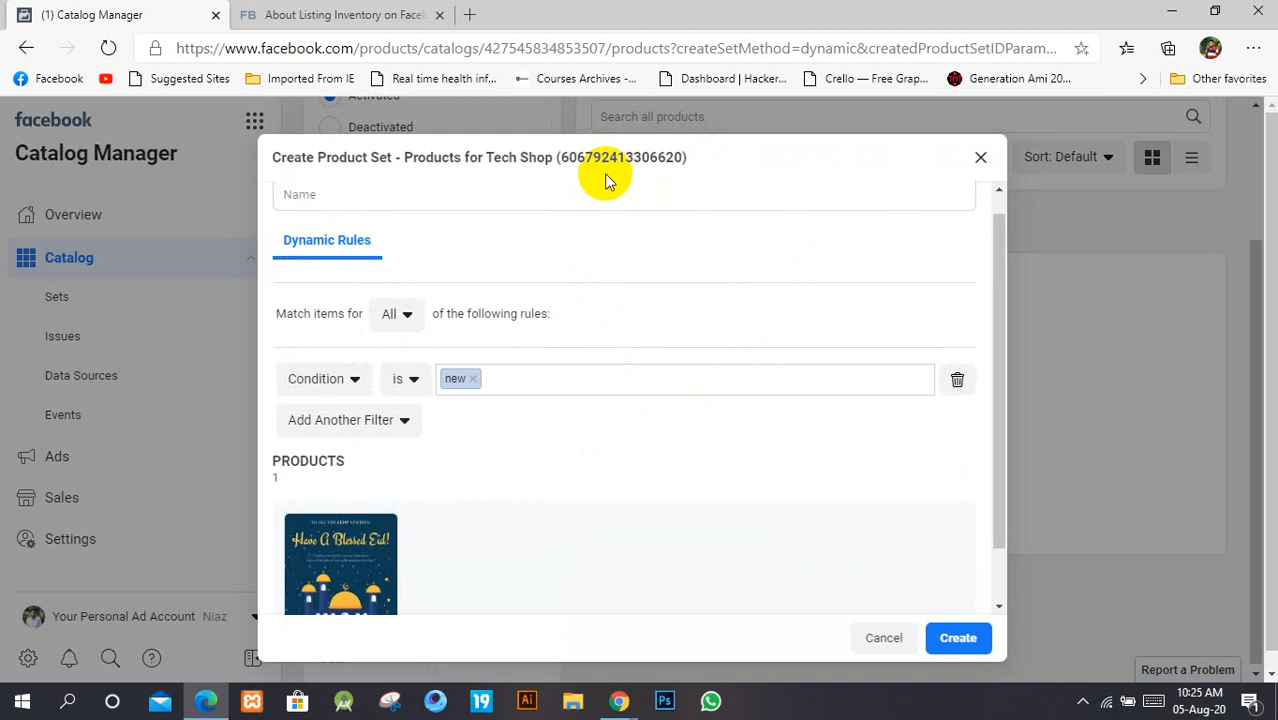 (1) Catalog Manager
About Listing Inventory on Face
https://www.facebook.com/products/catalogs/427545834853507/products?createSetMethod=dynamic&createdProductSetIDParam...
Facebook
Suggested Sites
Imported From IE
Real time health inf...
Courses Archives -...
Dashboard | Hacker...
Crello — Free Grap...
Generation Ami 20...
Other favorites
facebook
Catalog Manager
Overview
Catalog
Sets
Issues
Data Sources
Events
Ads
Sales
Settings
Your Personal Ad Account Niaz
Activated
Deactivated
Search all products
Sort: Default
Create Product Set - Products for Tech Shop (606792413306620)
Name
Dynamic Rules
Match items for All of the following rules:
Condition is new
Add Another Filter
PRODUCTS
1
Have A Blessed Eid!
Cancel
Create
Report a Problem
10:25 AM
05-Aug-20